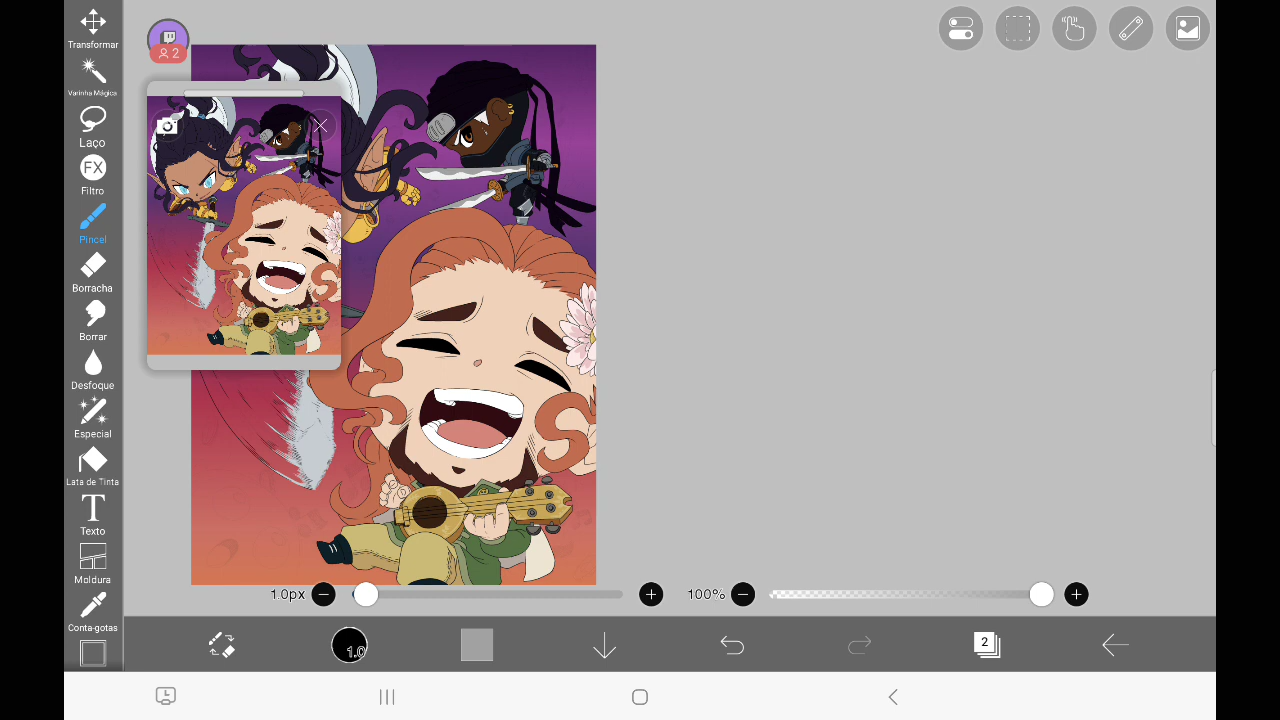 Transformar
Varinha Mágica
Laço
FX
Filtro
Pincel
Borracha
Borrar
Desfoque
Especial
Lata de Tinta
T
Texto
Moldura
Conta-gotas
2
1.0px
100%
1.0
2